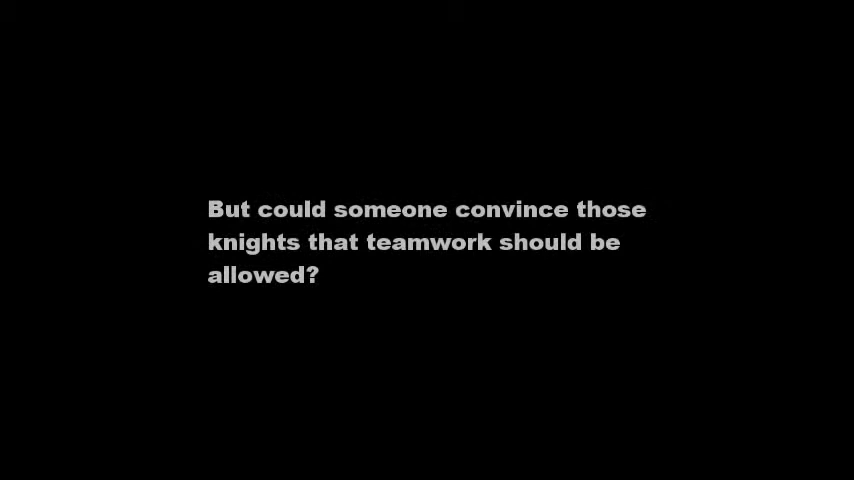 But could someone convince those
knights that teamwork should be
allowed?